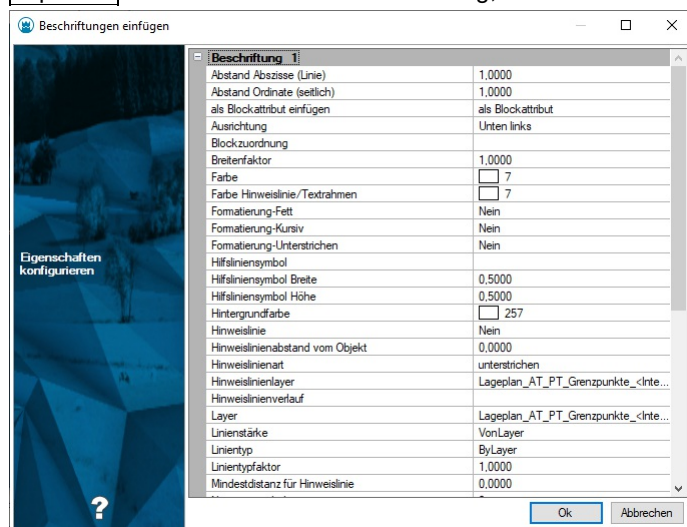 Beschriftungen einfügen
Eigenschaften
konfigurieren
?
Beschriftung 1
Abstand Abszisse (Linie) 1,0000
Abstand Ordinate (seitlich) 1,0000
als Blockattribut einfügen als Blockattribut
Ausrichtung Unten links
Blockzuordnung
Breitenfaktor 1,0000
Farbe 7
Farbe Hinweislinie/Textrahmen 7
Formatierung-Fett Nein
Formatierung-Kursiv Nein
Formatierung-Unterstrichen Nein
Hilfsliniensymbol
Hilfsliniensymbol Breite 0,5000
Hilfsliniensymbol Höhe 0,5000
Hintergrundfarbe 257
Hinweislinie Nein
Hinweislinienabstand vom Objekt 0,0000
Hinweislinienart unterstrichen
Hinweislinienlayer Lageplan_AT_PT_Grenzpunkte_<Inte...
Hinweislinienverlauf
Layer Lageplan_AT_PT_Grenzpunkte_<Inte...
Linienstärke VonLayer
Linientyp ByLayer
Linientypfaktor 1,0000
Mindestdistanz für Hinweislinie 0,0000
Ok Abbrechen